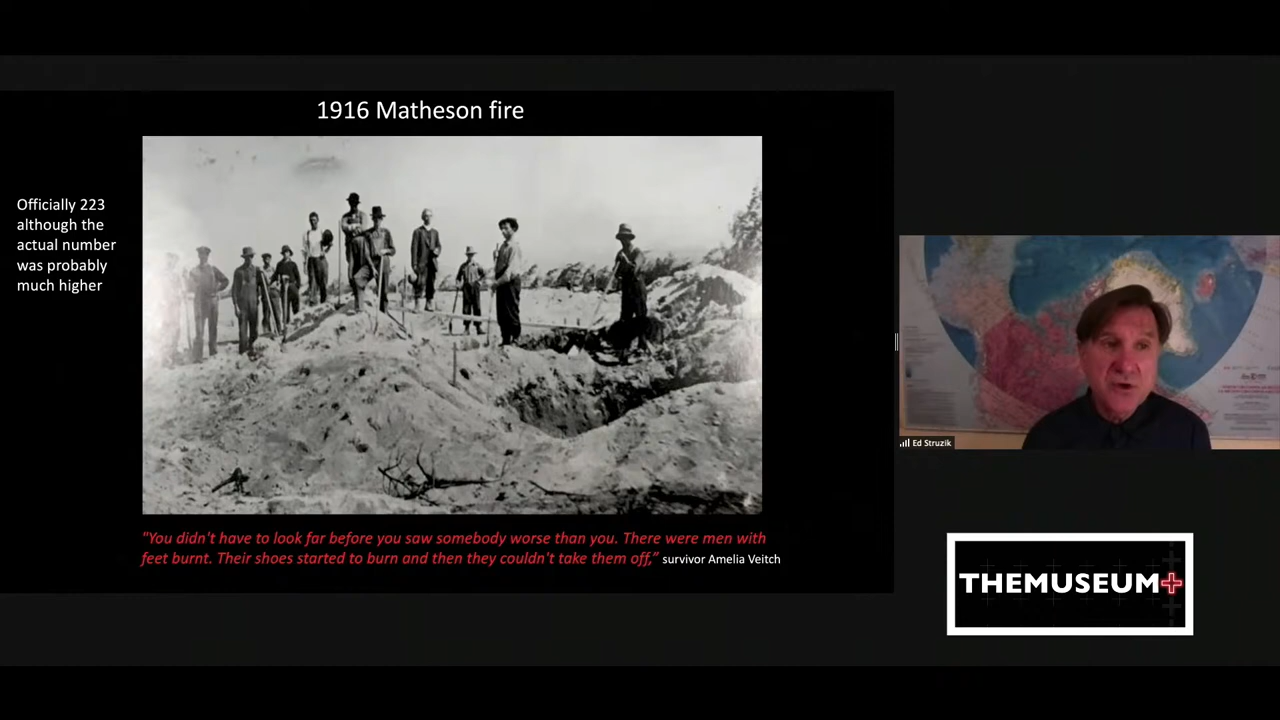 1916 Matheson fire
Officially 223
although the
actual number
was probably
much higher
"You didn't have to look far before you saw somebody worse than you. There were men with
feet burnt. Their shoes started to burn and then they couldn't take them off,” survivor Amelia Veitch
Ed Struzik
THEMUSEUM+